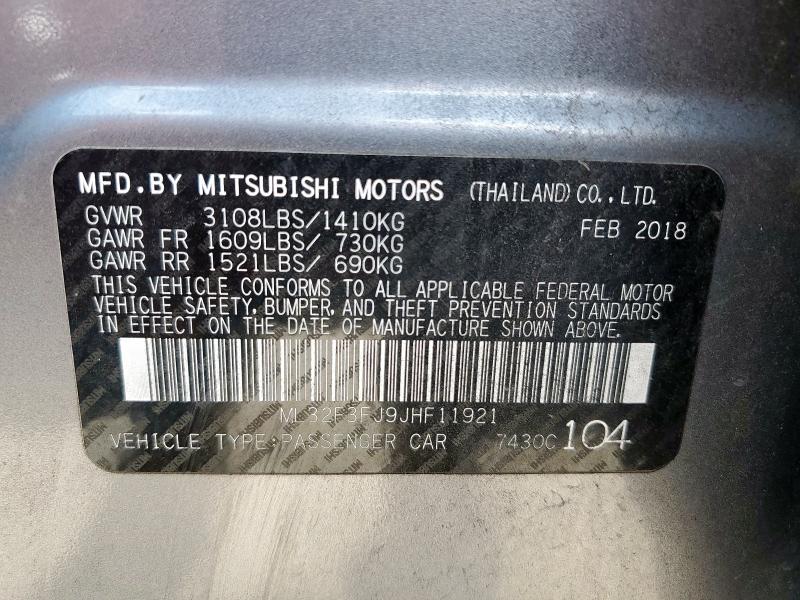 MFD.BY MITSUBISHI MOTORS (THAILAND)CO.,LTD.
GVWR 3108LBS/1410KG FEB 2018
GAWR FR 1609LBS/ 730KG
GAWR RR 1521LBS/ 690KG
THIS VEHICLE CONFORMS TO ALL APPLICABLE FEDERAL MOTOR
VEHICLE SAFETY, BUMPER, AND THEFT PREVENTION STANDARDS
IN EFFECT ON THE DATE OF MANUFACTURE SHOWN ABOVE.
ML32F3FJ9JHF11921
VEHICLE TYPE:PASSENGER CAR 7430C 104